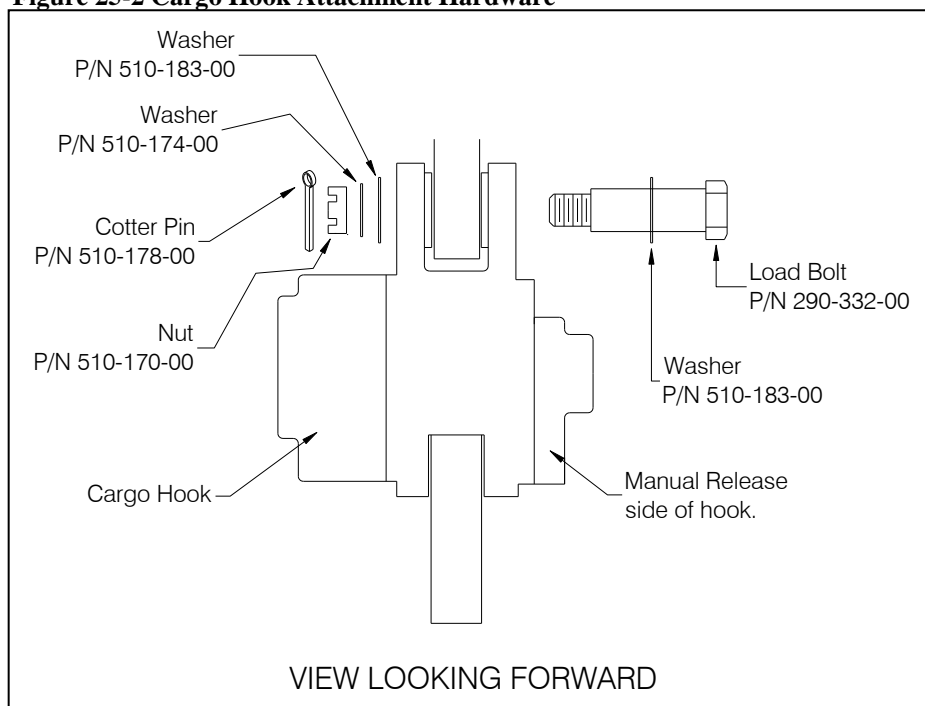 Figure 25-2 Cargo Hook Attachment Hardware
Washer
P/N 510-183-00
Washer
P/N 510-174-00
Cotter Pin
P/N 510-178-00
Nut
P/N 510-170-00
Cargo Hook
Load Bolt
P/N 290-332-00
Washer
P/N 510-183-00
Manual Release
side of hook.
VIEW LOOKING FORWARD